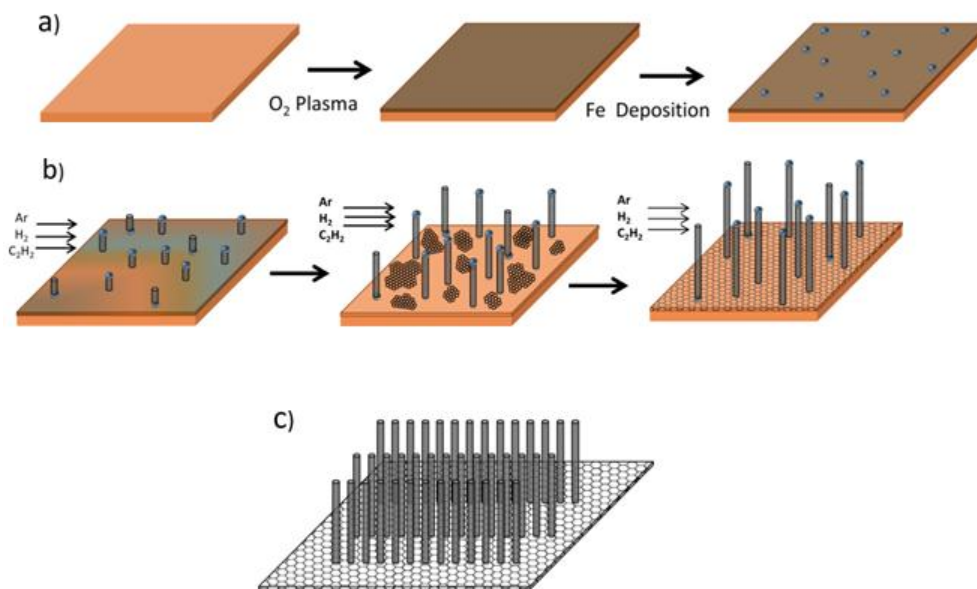 a)
O₂ Plasma
Fe Deposition
b)
Ar
H₂
C₂H₂
Ar
H₂
C₂H₂
Ar
H₂
C₂H₂
c)